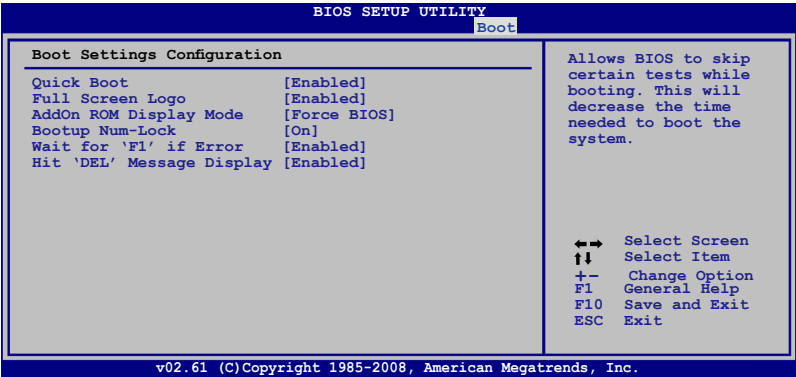 BIOS SETUP UTILITY
Boot
Boot Settings Configuration
Quick Boot [Enabled]
Full Screen Logo [Enabled]
AddOn ROM Display Mode [Force BIOS]
Bootup Num-Lock [On]
Wait for ‘F1’ if Error [Enabled]
Hit ‘DEL’ Message Display [Enabled]
Allows BIOS to skip
certain tests while
booting. This will
decrease the time
needed to boot the
system.
←→ Select Screen
↑↓ Select Item
+- Change Option
F1 General Help
F10 Save and Exit
ESC Exit
v02.61 (C)Copyright 1985-2008, American Megatrends, Inc.